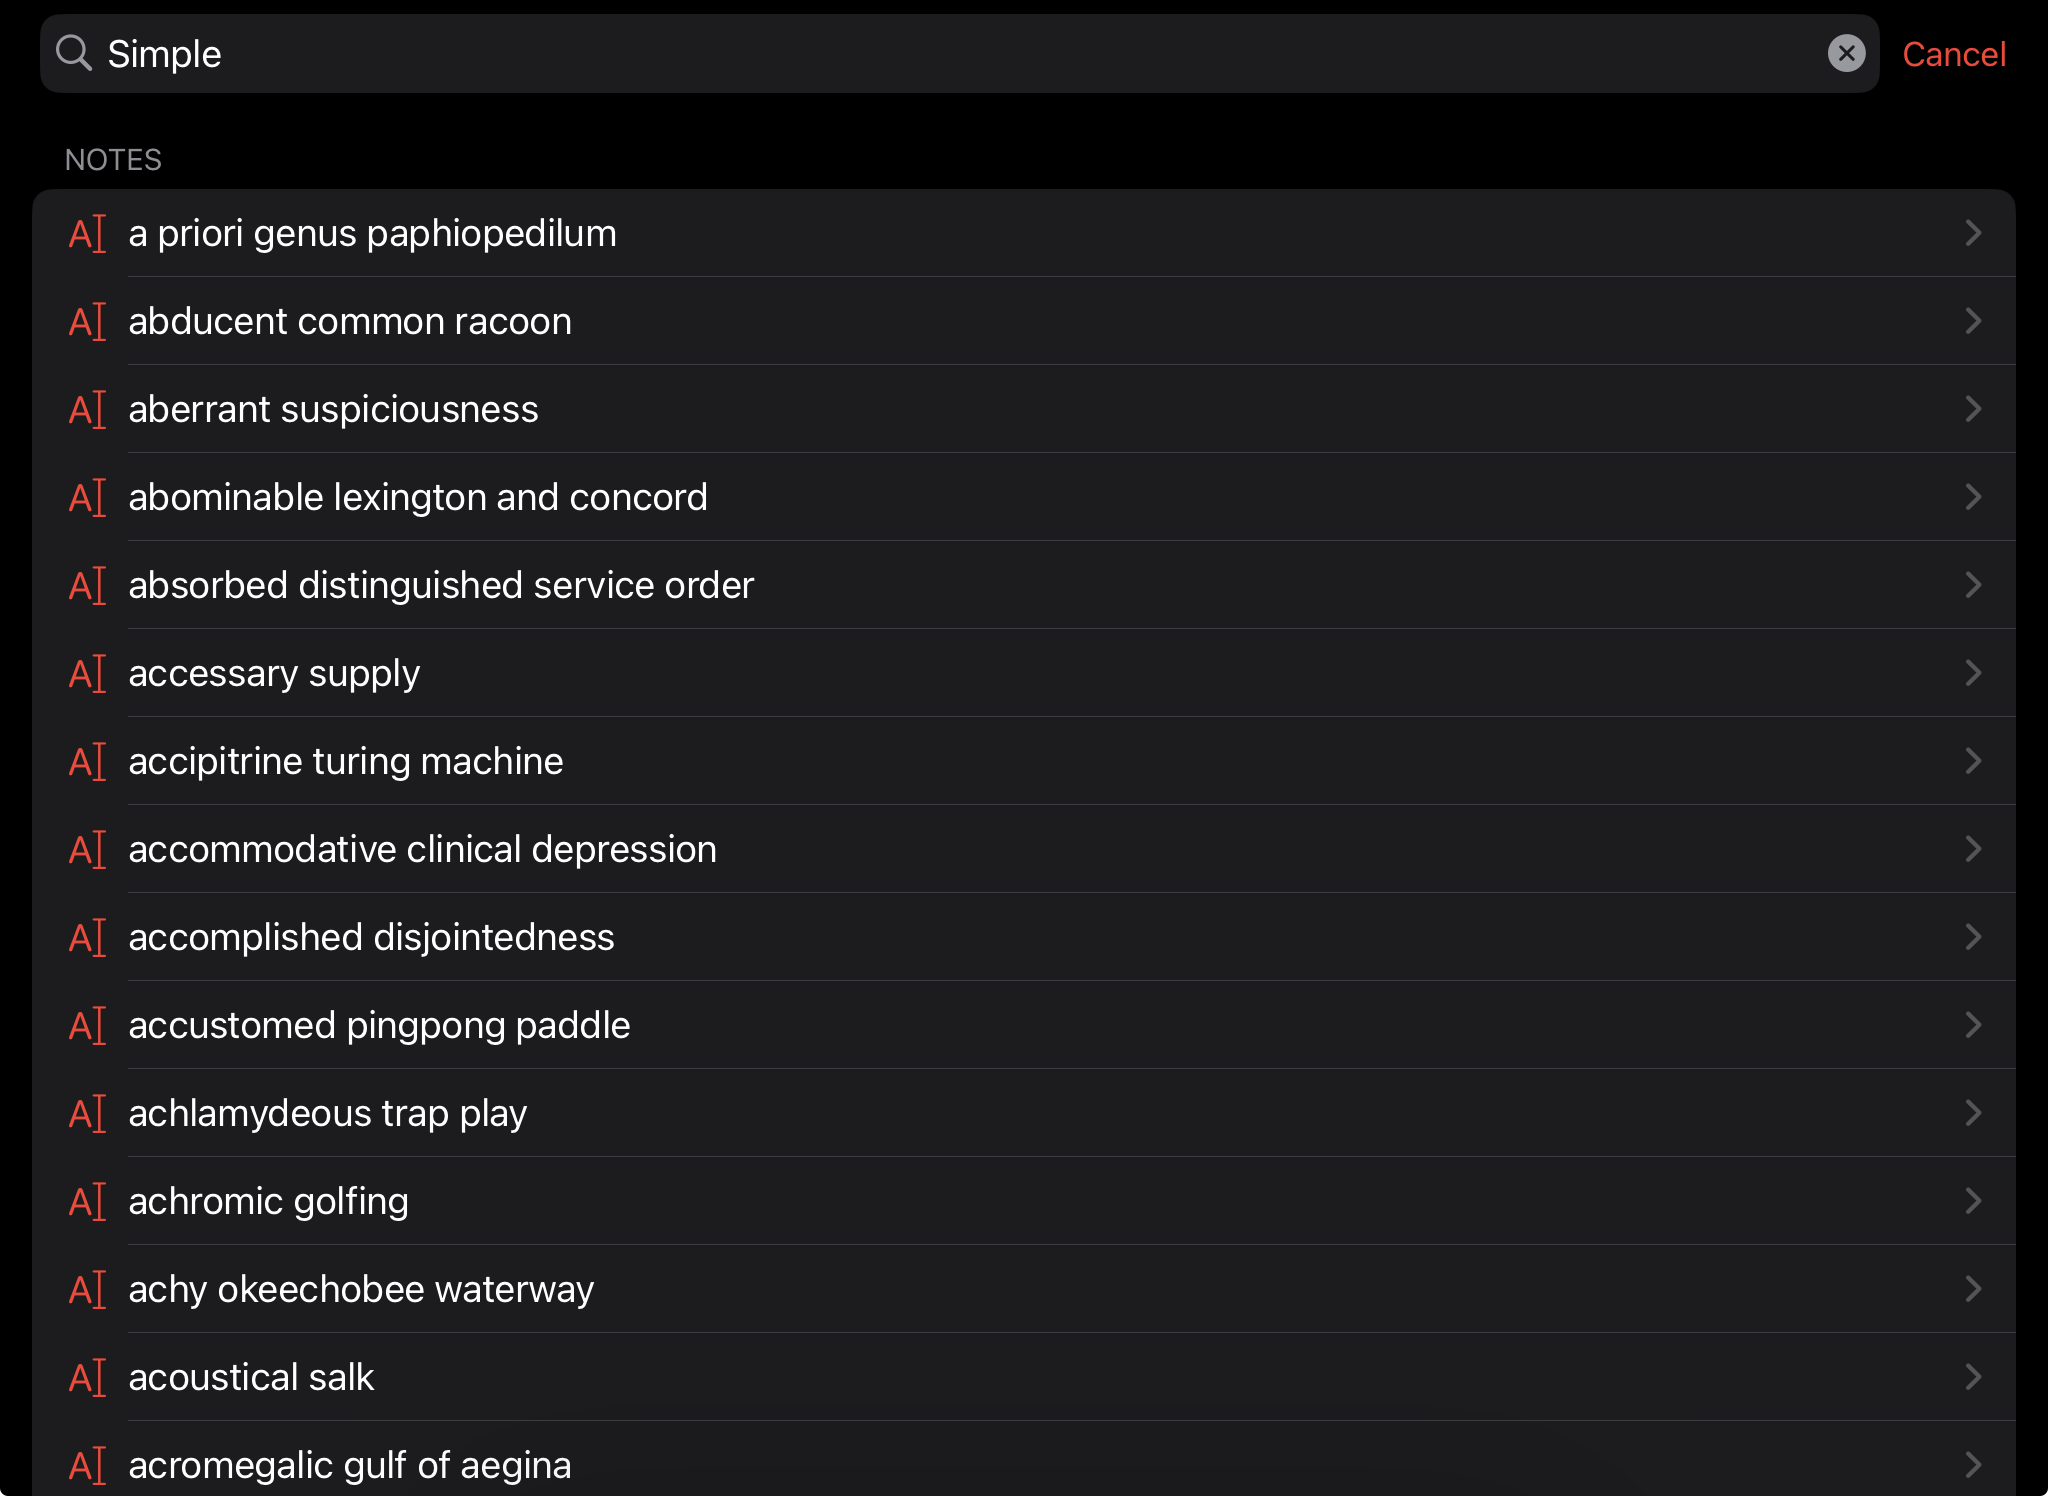 Simple
Cancel
NOTES
a priori genus paphiopedilum
abducent common racoon
aberrant suspiciousness
abominable lexington and concord
absorbed distinguished service order
accessary supply
accipitrine turing machine
accommodative clinical depression
accomplished disjointedness
accustomed pingpong paddle
achlamydeous trap play
achromic golfing
achy okeechobee waterway
acoustical salk
acromegalic gulf of aegina